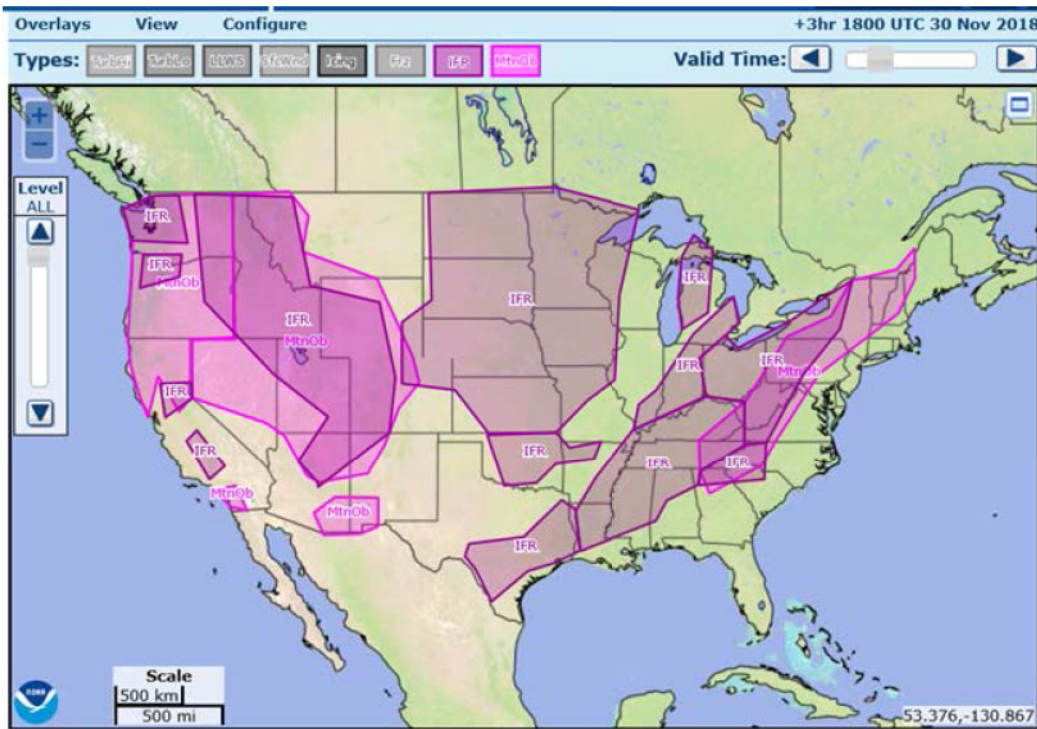 Overlays View Configure +3hr 1800 UTC 30 Nov 2018
Types: TurbHi TurbLo LLWS SfcWnd Icing Frz IFR MtnOb Valid Time:
+
−
Level
ALL
IFR
IFR
MtnOb
IFR
IFR
IFR
IFR
MtnOb
IFR
IFR
MtnOb
IFR
IFR
IFR
IFR
MtnOb
MtnOb
IFR
Scale
500 km
500 mi
NOAA
53.376,-130.867